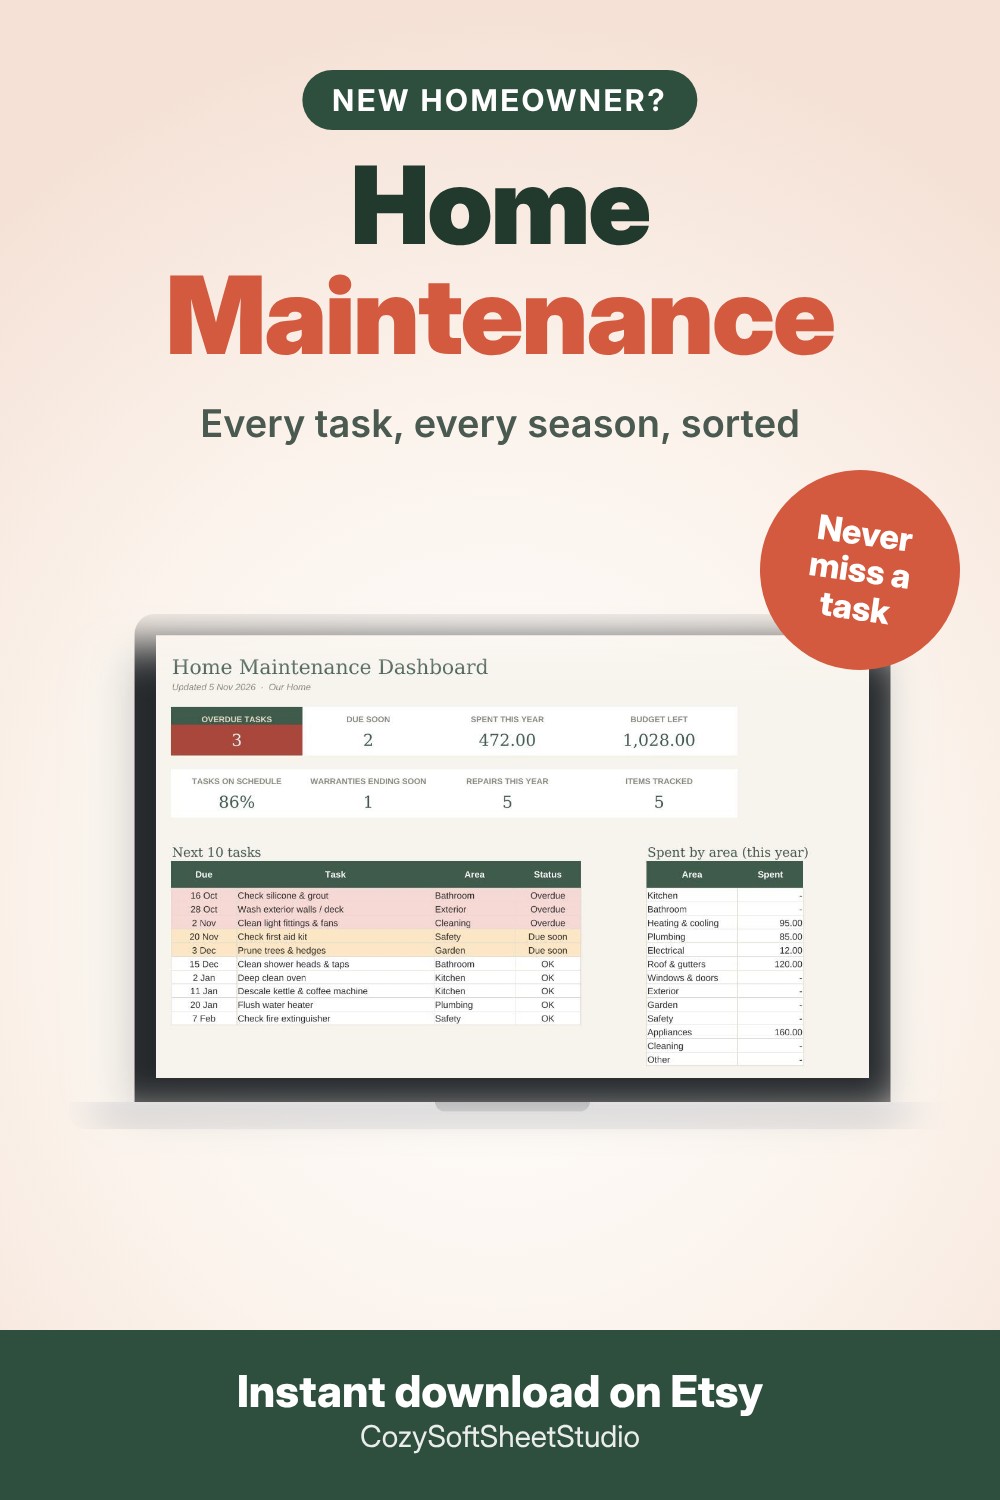 NEW HOMEOWNER?
Home
Maintenance
Every task, every season, sorted
Never
miss a
task
Home Maintenance Dashboard
Updated 5 Nov 2026 · Our Home
OVERDUE TASKS DUE SOON SPENT THIS YEAR BUDGET LEFT
3 2 472.00 1,028.00
TASKS ON SCHEDULE WARRANTIES ENDING SOON REPAIRS THIS YEAR ITEMS TRACKED
86% 1 5 5
Next 10 tasks
Due Task Area Status
16 Oct Check silicone & grout Bathroom Overdue
28 Oct Wash exterior walls / deck Exterior Overdue
2 Nov Clean light fittings & fans Cleaning Overdue
20 Nov Check first aid kit Safety Due soon
3 Dec Prune trees & hedges Garden Due soon
15 Dec Clean shower heads & taps Bathroom OK
2 Jan Deep clean oven Kitchen OK
11 Jan Descale kettle & coffee machine Kitchen OK
20 Jan Flush water heater Plumbing OK
7 Feb Check fire extinguisher Safety OK
Spent by area (this year)
Area Spent
Kitchen -
Bathroom -
Heating & cooling 95.00
Plumbing 85.00
Electrical 12.00
Roof & gutters 120.00
Windows & doors -
Exterior -
Garden -
Safety -
Appliances 160.00
Cleaning -
Other -
Instant download on Etsy
CozySoftSheetStudio